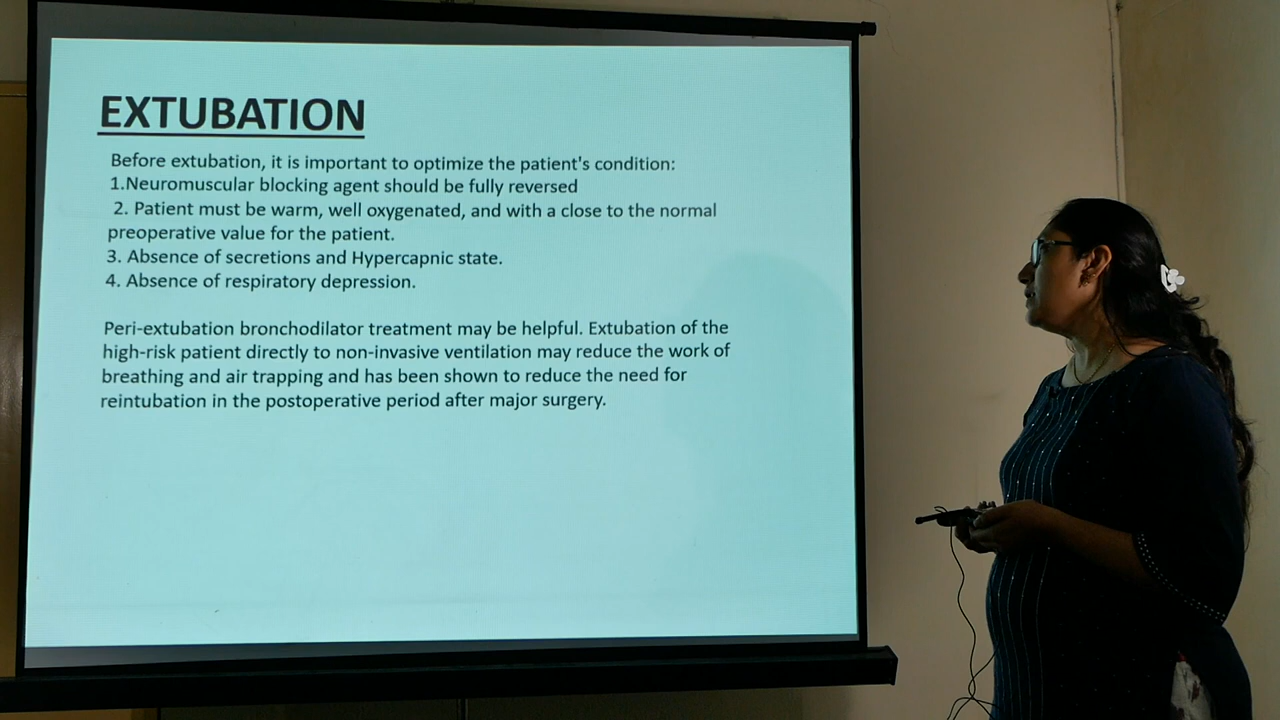 EXTUBATION
Before extubation, it is important to optimize the patient's condition:
1.Neuromuscular blocking agent should be fully reversed
2. Patient must be warm, well oxygenated, and with a close to the normal
preoperative value for the patient.
3. Absence of secretions and Hypercapnic state.
4. Absence of respiratory depression.
Peri-extubation bronchodilator treatment may be helpful. Extubation of the
high-risk patient directly to non-invasive ventilation may reduce the work of
breathing and air trapping and has been shown to reduce the need for
reintubation in the postoperative period after major surgery.